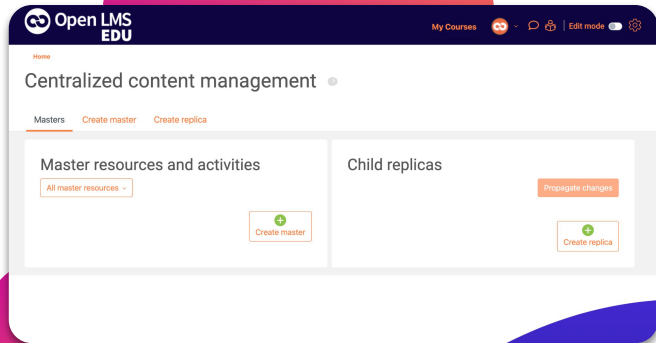 Open LMS
EDU
My Courses
Edit mode
Home
Centralized content management ?
Masters
Create master
Create replica
Master resources and activities
All master resources
Create master
Child replicas
Propagate changes
Create replica